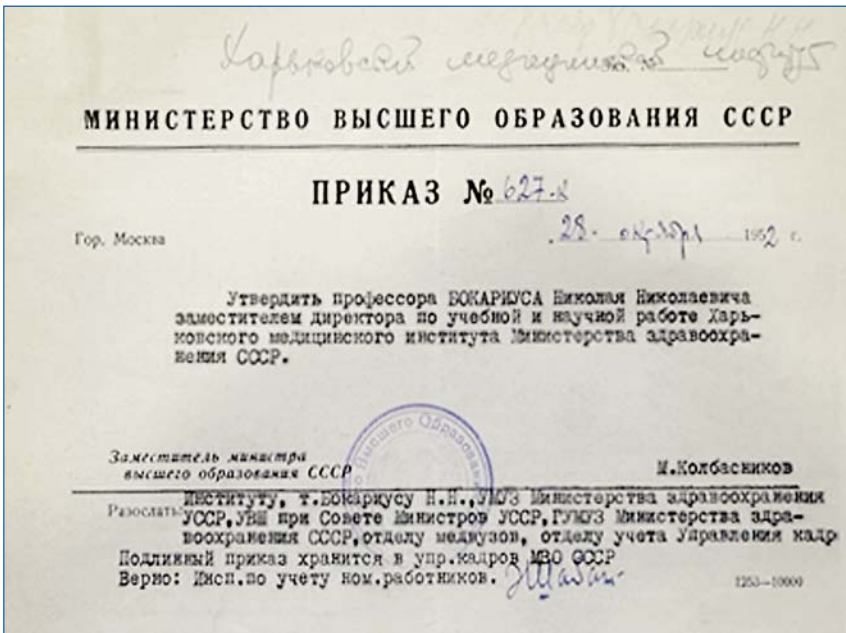 Харьковский медицинский институт
МИНИСТЕРСТВО ВЫСШЕГО ОБРАЗОВАНИЯ СССР
ПРИКАЗ № 627-к
Гор. Москва
28. октября 1952 г.
Утвердить профессора БОКАРИУСА Николая Николаевича
заместителем директора по учебной и научной работе Харь-
ковского медицинского института Министерства здравоохра-
нения СССР.
Высшего Образования
Заместитель министра
высшего образования СССР
М.Колбасников
Разослать:
Институту, т.Бокариусу Н.Н., УМУЗ Министерства здравоохранения
УССР, УВШ при Совете Министров УССР, ГУМУЗ Министерства здра-
воохранения СССР, отделу медвузов, отделу учета Управления кадр
Подлинный приказ хранится в упр.кадров МВО СССР
Верно: Инсп.по учету ном.работников.
1253—10000